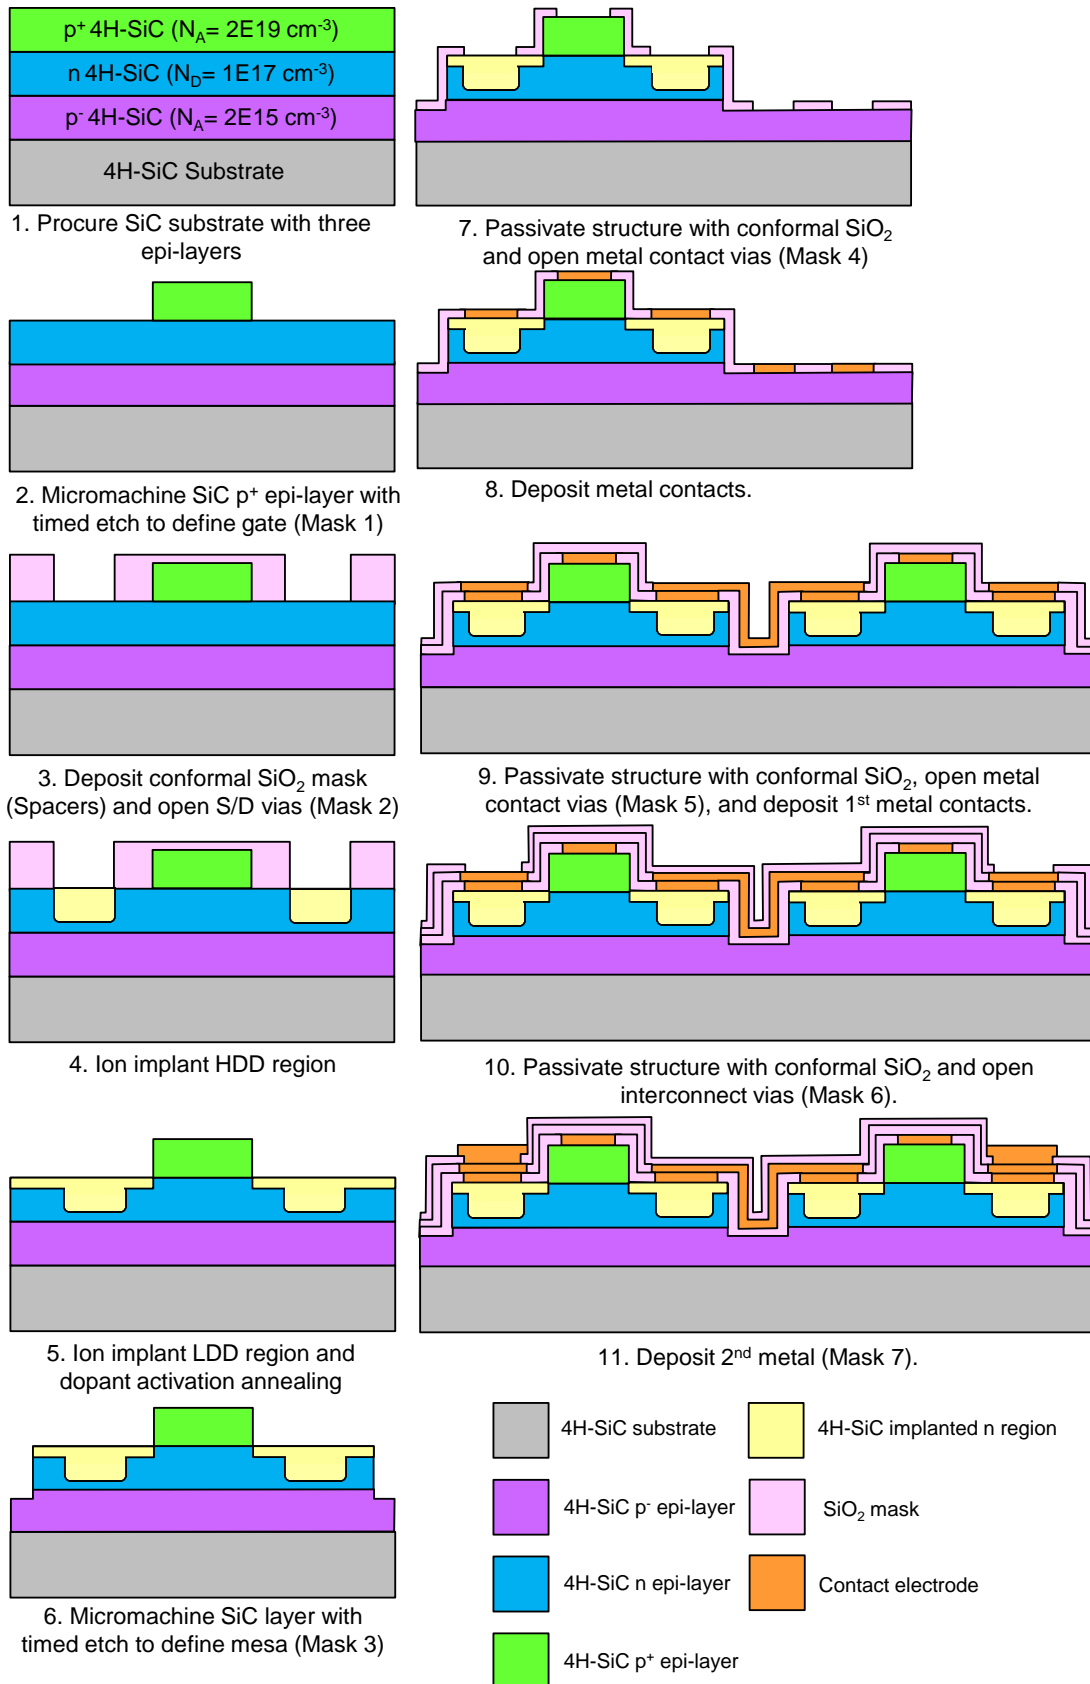 p⁺ 4H-SiC (N_A= 2E19 cm⁻³)
n 4H-SiC (N_D= 1E17 cm⁻³)
p⁻ 4H-SiC (N_A= 2E15 cm⁻³)
4H-SiC Substrate
1. Procure SiC substrate with three
epi-layers
2. Micromachine SiC p⁺ epi-layer with
timed etch to define gate (Mask 1)
3. Deposit conformal SiO₂ mask
(Spacers) and open S/D vias (Mask 2)
4. Ion implant HDD region
5. Ion implant LDD region and
dopant activation annealing
6. Micromachine SiC layer with
timed etch to define mesa (Mask 3)
7. Passivate structure with conformal SiO₂
and open metal contact vias (Mask 4)
8. Deposit metal contacts.
9. Passivate structure with conformal SiO₂, open metal
contact vias (Mask 5), and deposit 1ˢᵗ metal contacts.
10. Passivate structure with conformal SiO₂ and open
interconnect vias (Mask 6).
11. Deposit 2ⁿᵈ metal (Mask 7).
4H-SiC substrate
4H-SiC p⁻ epi-layer
4H-SiC n epi-layer
4H-SiC p⁺ epi-layer
4H-SiC implanted n region
SiO₂ mask
Contact electrode